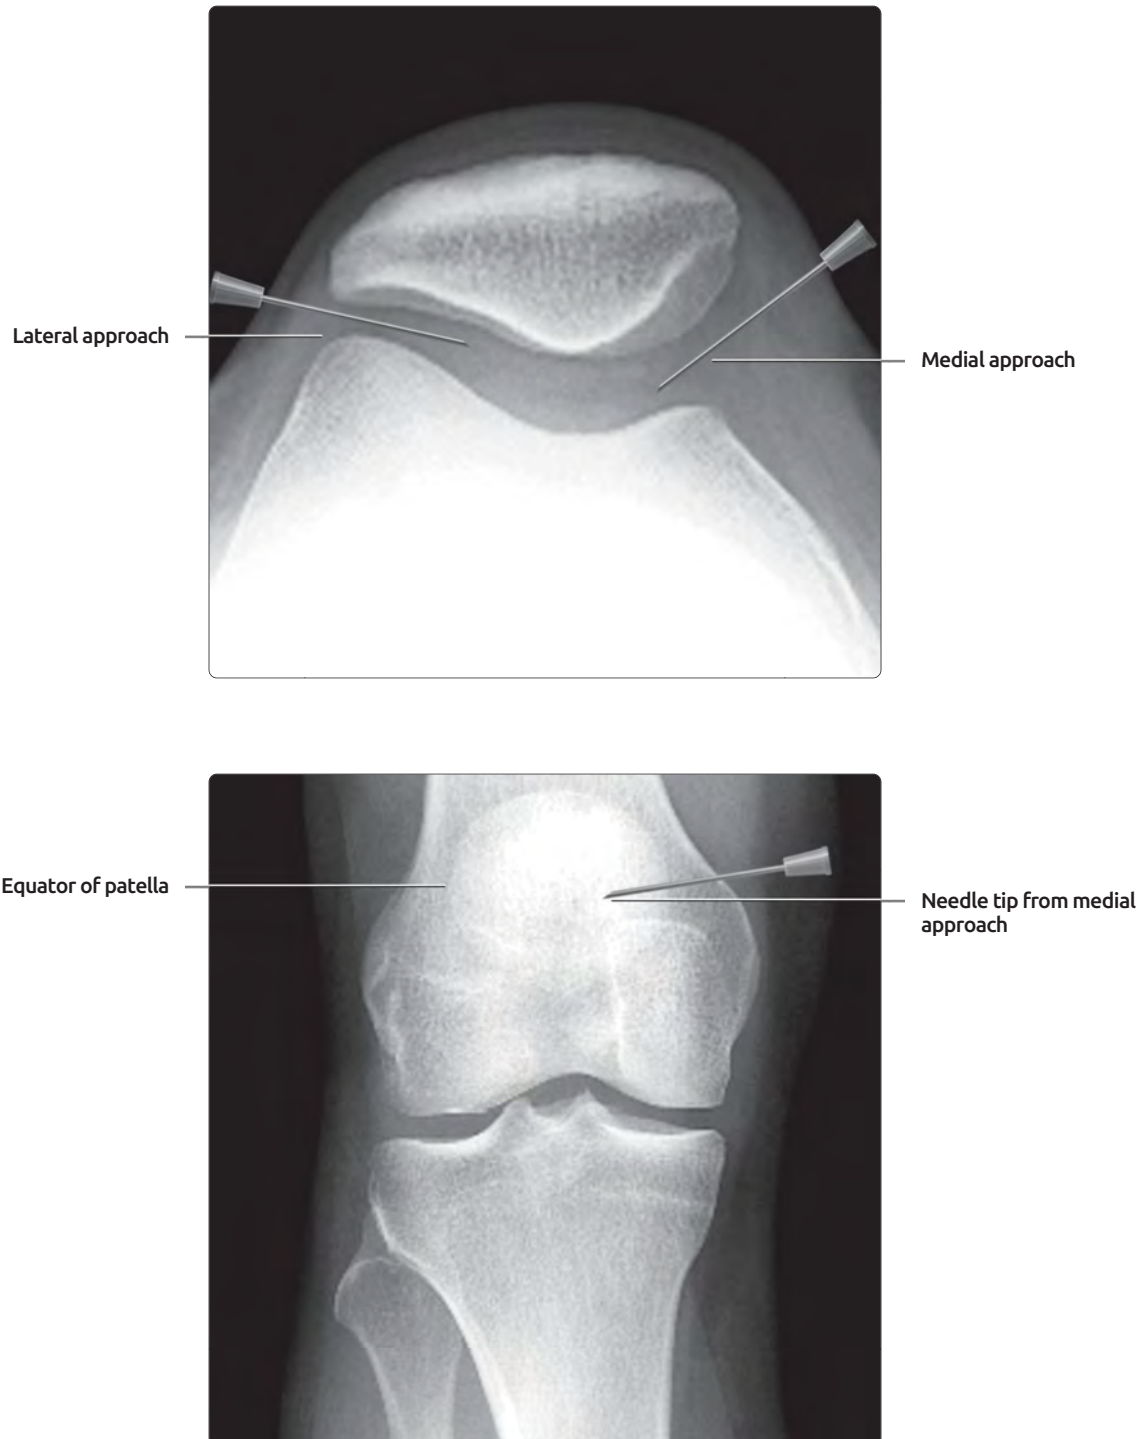 Lateral approach
Medial approach
Equator of patella
Needle tip from medial
approach